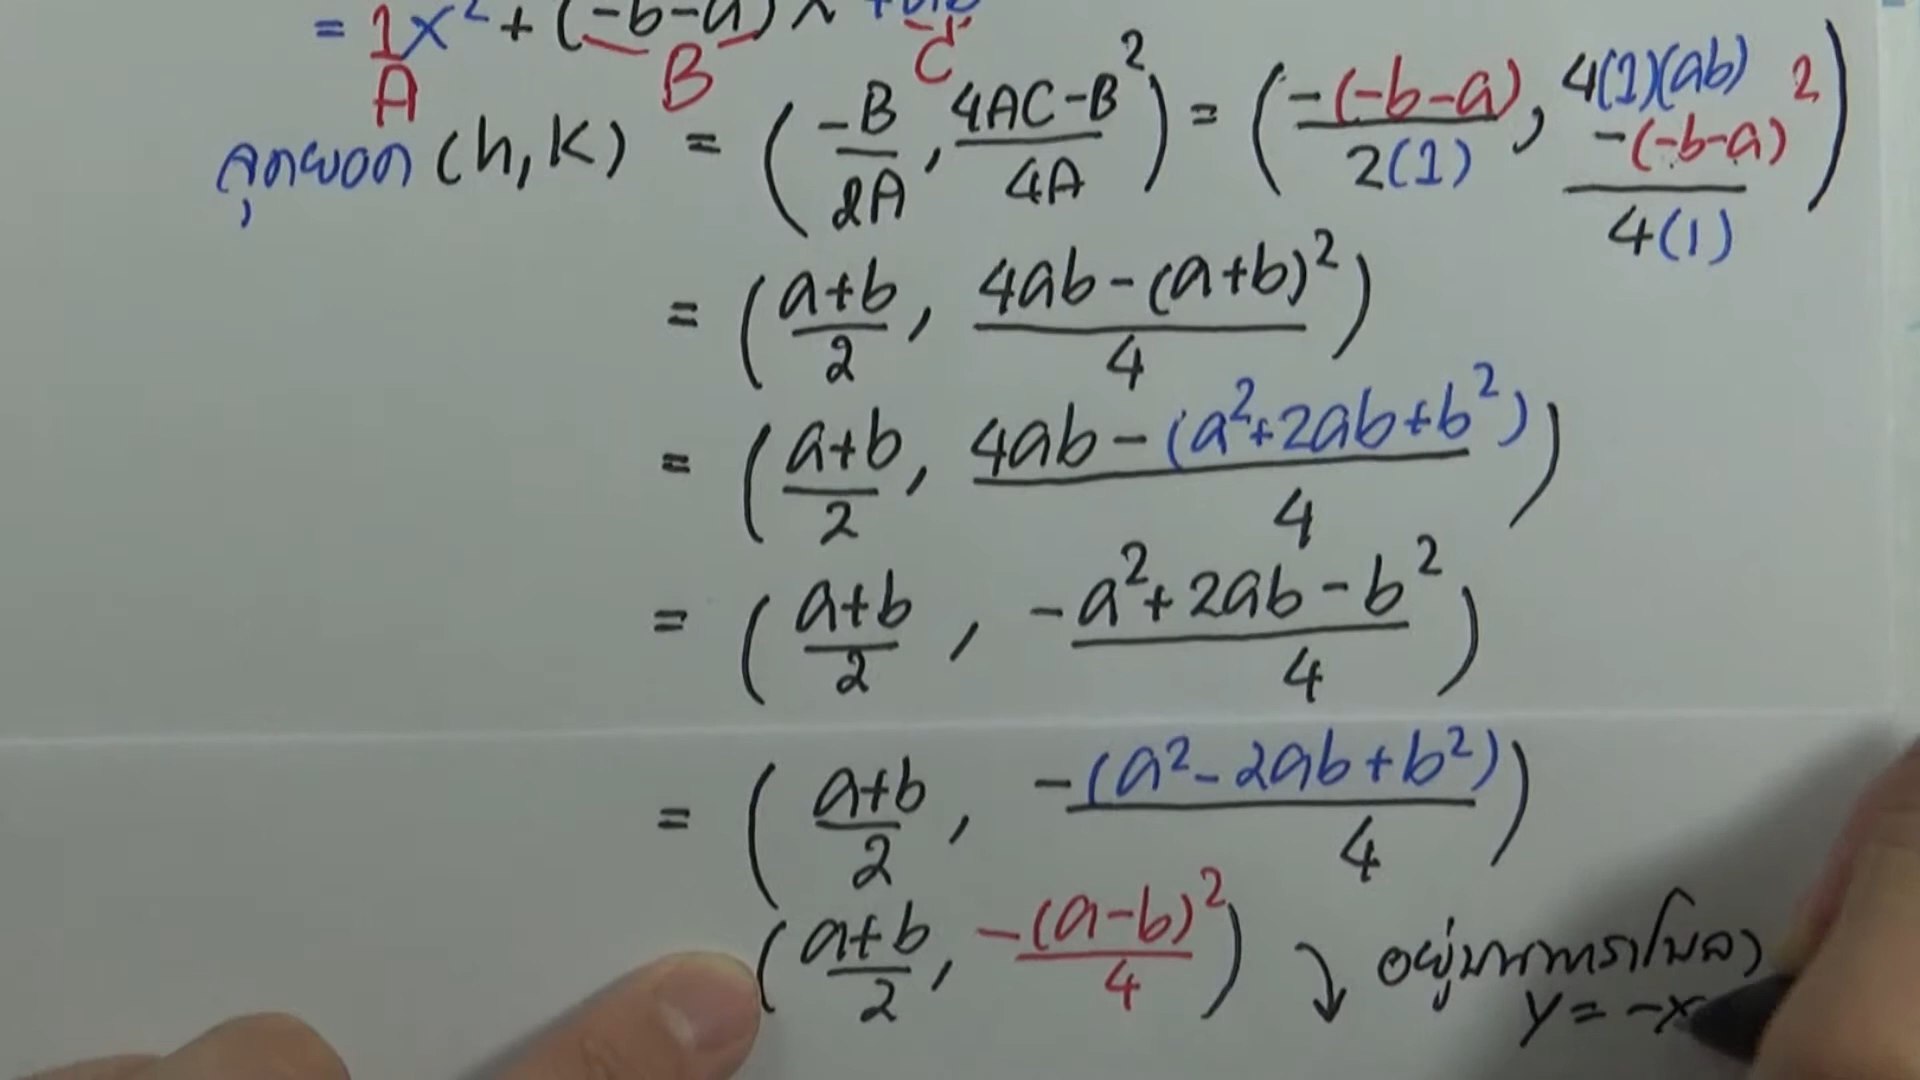 = 1x² + (-b-a)x + ab
A B C
จุดยอด (h, k) = (-B/2A, 4AC-B²/4A) = (-(-b-a)/2(1), 4(1)(ab)-(-b-a)²/4(1))
= (a+b/2, 4ab-(a+b)²/4)
= (a+b/2, 4ab-(a²+2ab+b²)/4)
= (a+b/2, -a²+2ab-b²/4)
= (a+b/2, -(a²-2ab+b²)/4)
(a+b/2, -(a-b)²/4) อยู่บนพาราโบลา
y = -x